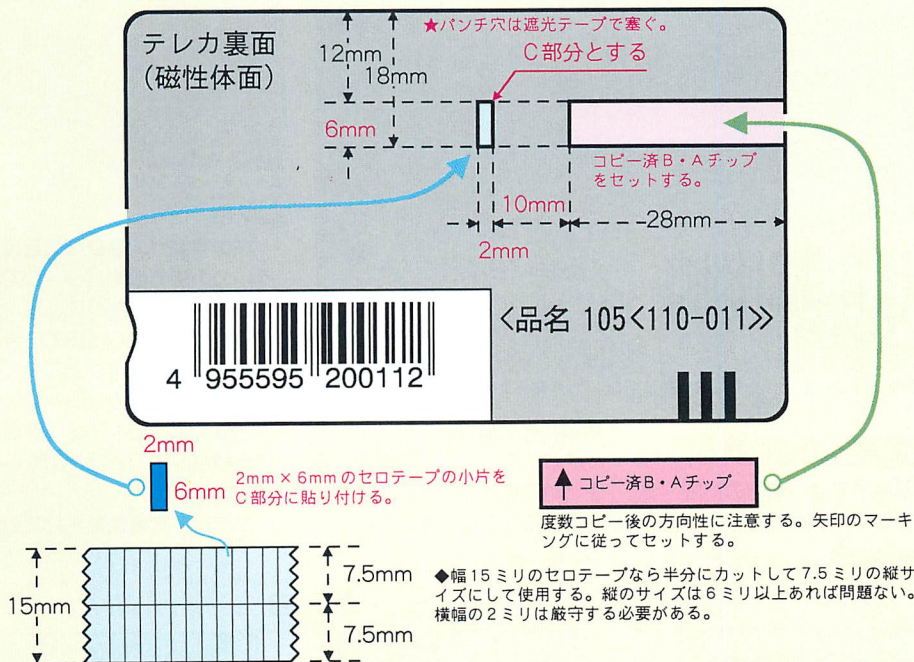 ★パンチ穴は遮光テープで塞ぐ。
テレカ裏面
(磁性体面)
12mm
18mm
C部分とする
6mm
コピー済B・Aチップ
をセットする。
10mm
28mm
2mm
<品名 105<110-011>>
4 955595 200112
2mm
6mm
2mm×6mmのセロテープの小片を
C部分に貼り付ける。
コピー済B・Aチップ
度数コピー後の方向性に注意する。矢印のマーキ
ングに従ってセットする。
15mm
7.5mm
7.5mm
◆幅15ミリのセロテープなら半分にカットして7.5ミリの縦サ
イズにして使用する。縦のサイズは6ミリ以上あれば問題ない。
横幅の2ミリは厳守する必要がある。